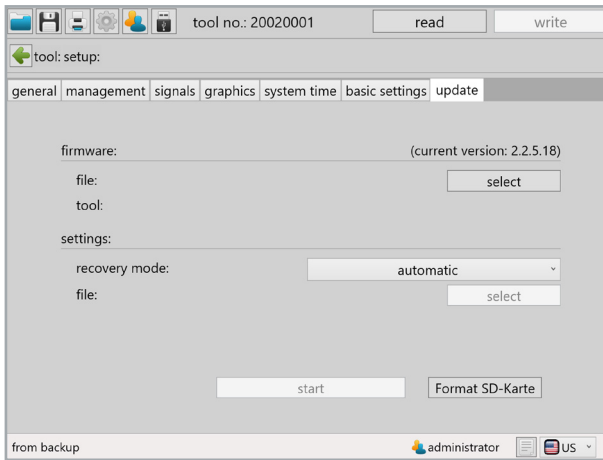 tool no.: 20020001 read write
tool: setup:
general management signals graphics system time basic settings update
firmware: (current version: 2.2.5.18)
file: select
tool:
settings:
recovery mode: automatic
file: select
start Format SD-Karte
from backup administrator US